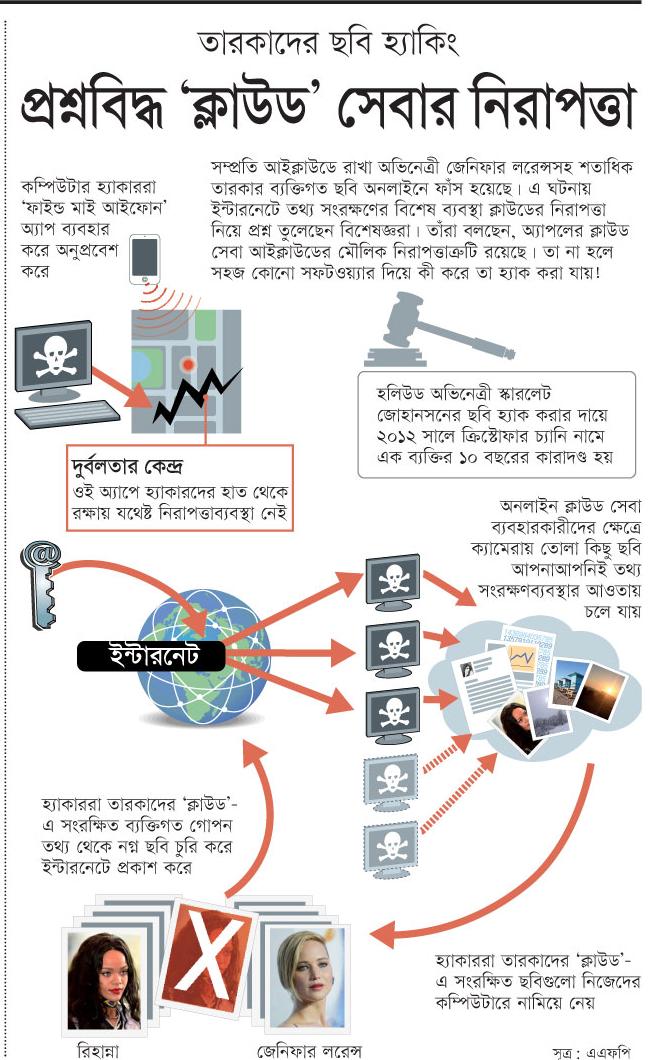 তারকাদের ছবি হ্যাকিং
প্রশ্নবিদ্ধ ‘ক্লাউড’ সেবার নিরাপত্তা
সম্প্রতি আইক্লাউডে রাখা অভিনেত্রী জেনিফার লরেন্সসহ শতাধিক
তারকার ব্যক্তিগত ছবি অনলাইনে ফাঁস হয়েছে। এ ঘটনায়
ইন্টারনেটে তথ্য সংরক্ষণের বিশেষ ব্যবস্থা ক্লাউডের নিরাপত্তা
নিয়ে প্রশ্ন তুলেছেন বিশেষজ্ঞরা। তাঁরা বলছেন, অ্যাপলের ক্লাউড
সেবা আইক্লাউডের মৌলিক নিরাপত্তাত্রুটি রয়েছে। তা না হলে
সহজ কোনো সফটওয়্যার দিয়ে কী করে তা হ্যাক করা যায়!
কম্পিউটার হ্যাকাররা
‘ফাইন্ড মাই আইফোন’
অ্যাপ ব্যবহার
করে অনুপ্রবেশ
করে
দুর্বলতার কেন্দ্র
ওই অ্যাপে হ্যাকারদের হাত থেকে
রক্ষায় যথেষ্ট নিরাপত্তাব্যবস্থা নেই
হলিউড অভিনেত্রী স্কারলেট
জোহানসনের ছবি হ্যাক করার দায়ে
২০১২ সালে ক্রিস্টোফার চ্যানি নামে
এক ব্যক্তির ১০ বছরের কারাদণ্ড হয়
অনলাইন ক্লাউড সেবা
ব্যবহারকারীদের ক্ষেত্রে
ক্যামেরায় তোলা কিছু ছবি
আপনাআপনিই তথ্য
সংরক্ষণব্যবস্থার আওতায়
চলে যায়
@
ইন্টারনেট
হ্যাকাররা তারকাদের ‘ক্লাউড’-
এ সংরক্ষিত ব্যক্তিগত গোপন
তথ্য থেকে নগ্ন ছবি চুরি করে
ইন্টারনেটে প্রকাশ করে
X
হ্যাকাররা তারকাদের ‘ক্লাউড’-
এ সংরক্ষিত ছবিগুলো নিজেদের
কম্পিউটারে নামিয়ে নেয়
রিহান্না
জেনিফার লরেন্স
সূত্র : এএফপি